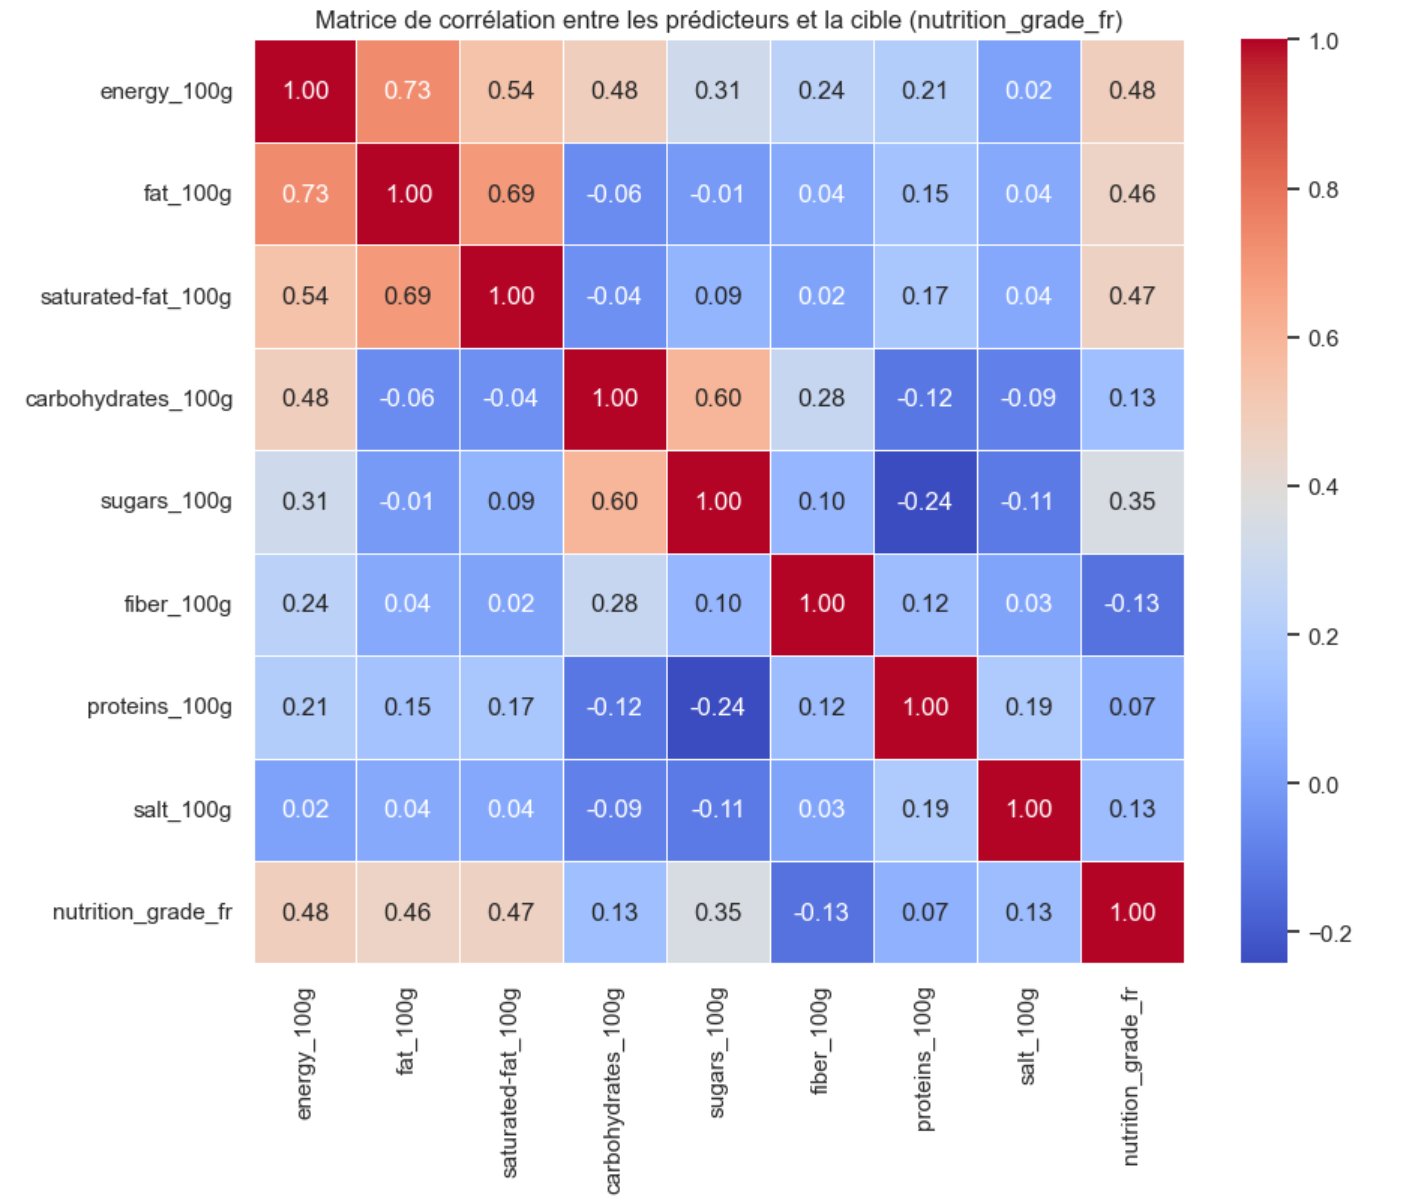 Matrice de corrélation entre les prédicteurs et la cible (nutrition_grade_fr)
energy_100g 1.00 0.73 0.54 0.48 0.31 0.24 0.21 0.02 0.48
fat_100g 0.73 1.00 0.69 -0.06 -0.01 0.04 0.15 0.04 0.46
saturated-fat_100g 0.54 0.69 1.00 -0.04 0.09 0.02 0.17 0.04 0.47
carbohydrates_100g 0.48 -0.06 -0.04 1.00 0.60 0.28 -0.12 -0.09 0.13
sugars_100g 0.31 -0.01 0.09 0.60 1.00 0.10 -0.24 -0.11 0.35
fiber_100g 0.24 0.04 0.02 0.28 0.10 1.00 0.12 0.03 -0.13
proteins_100g 0.21 0.15 0.17 -0.12 -0.24 0.12 1.00 0.19 0.07
salt_100g 0.02 0.04 0.04 -0.09 -0.11 0.03 0.19 1.00 0.13
nutrition_grade_fr 0.48 0.46 0.47 0.13 0.35 -0.13 0.07 0.13 1.00
energy_100g
fat_100g
saturated-fat_100g
carbohydrates_100g
sugars_100g
fiber_100g
proteins_100g
salt_100g
nutrition_grade_fr
1.0
0.8
0.6
0.4
0.2
0.0
−0.2